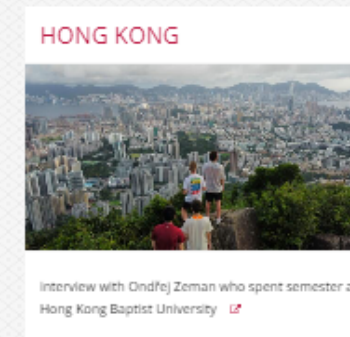 HONG KONG
Interview with Ondřej Zeman who spent semester
Hong Kong Baptist University